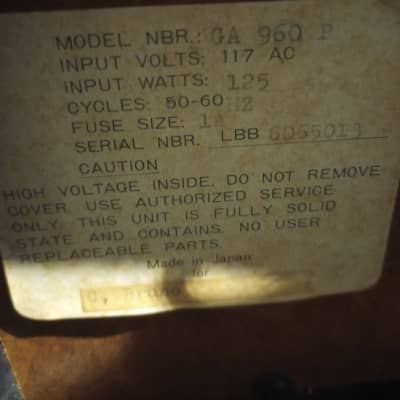 MODEL NBR.: GA 960 P
INPUT VOLTS: 117 AC
INPUT WATTS: 125
CYCLES: 50-60 HZ
FUSE SIZE: 1A
SERIAL NBR. LBB
CAUTION
HIGH VOLTAGE INSIDE. DO NOT REMOVE
COVER. USE AUTHORIZED SERVICE
ONLY. THIS UNIT IS FULLY SOLID
STATE AND CONTAINS NO USER
REPLACEABLE PARTS.
Made in Japan
for
C. Bruno